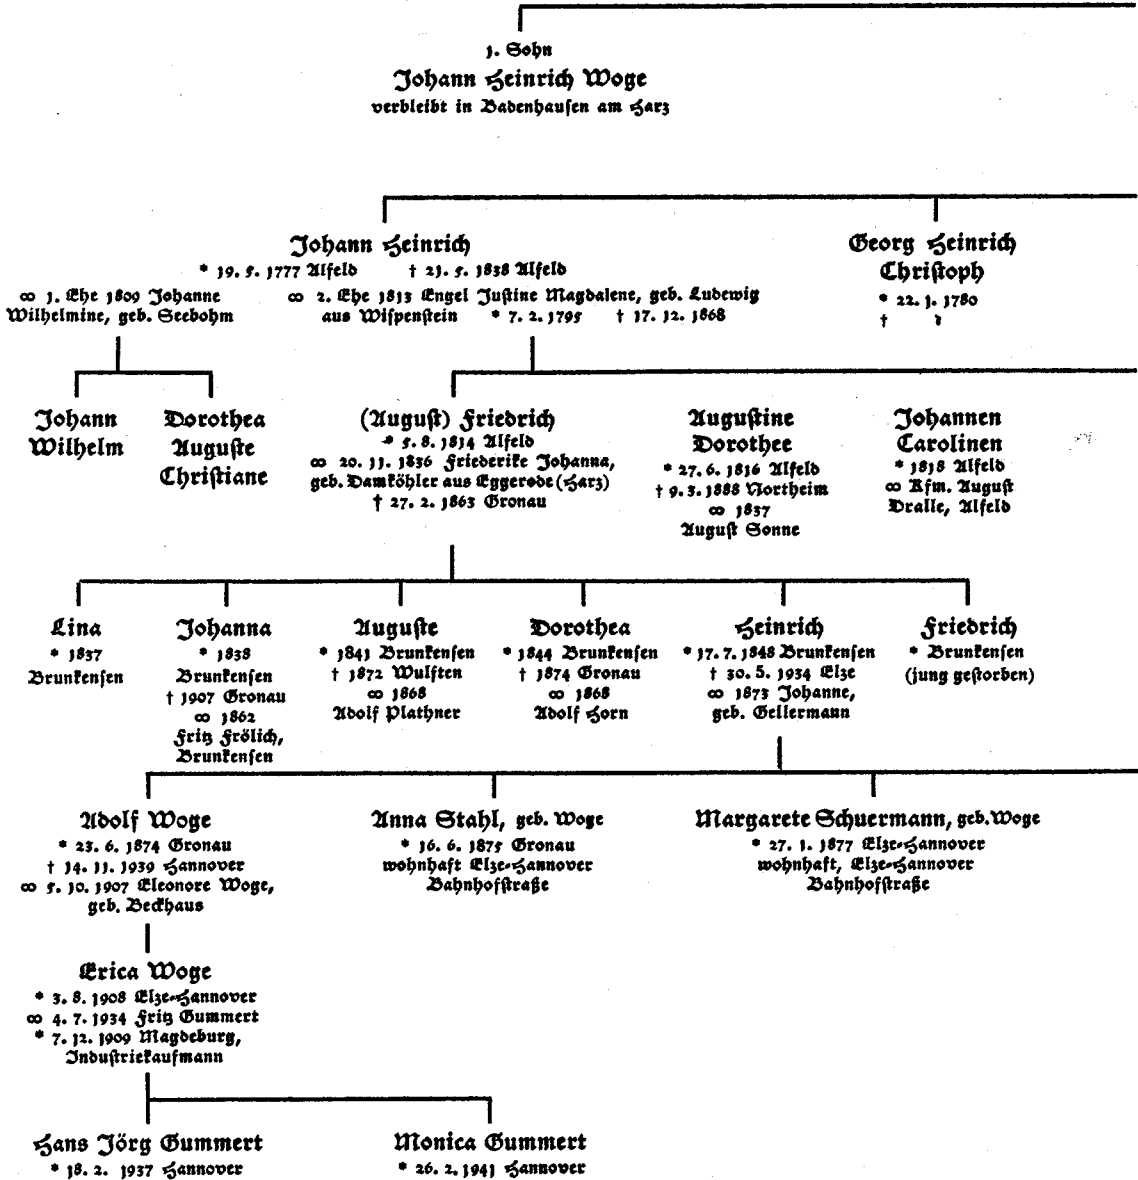 1. Sohn
Johann Heinrich Woge
verbleibt in Badenhausen am Harz
Johann Heinrich
* 19. 5. 1777 Alfeld † 21. 5. 1838 Alfeld
∞ 1. Ehe 1809 Johanne
Wilhelmine, geb. Seebohm
∞ 2. Ehe 1813 Engel Justine Magdalene, geb. Ludewig
aus Wispenstein * 7. 2. 1795 † 17. 12. 1868
Georg Heinrich
Christoph
* 22. 1. 1780
† ?
Johann
Wilhelm
Dorothea
Auguste
Christiane
(August) Friedrich
* 5. 8. 1814 Alfeld
∞ 20. 11. 1836 Friederike Johanna,
geb. Damköhler aus Eggerode (Harz)
† 27. 2. 1863 Gronau
Augustine
Dorothee
* 27. 6. 1816 Alfeld
† 9. 3. 1888 Northeim
∞ 1837
August Sonne
Johannen
Carolinen
* 1818 Alfeld
∞ Kfm. August
Dralle, Alfeld
Lina
* 1837
Brunkensen
Johanna
* 1838
Brunkensen
† 1907 Gronau
∞ 1862
Fritz Frölich,
Brunkensen
Auguste
* 1841 Brunkensen
† 1872 Wulften
∞ 1868
Adolf Plathner
Dorothea
* 1844 Brunkensen
† 1874 Gronau
∞ 1868
Adolf Horn
Heinrich
* 17. 7. 1848 Brunkensen
† 30. 5. 1934 Elze
∞ 1873 Johanne,
geb. Gellermann
Friedrich
* Brunkensen
(jung gestorben)
Adolf Woge
* 23. 6. 1874 Gronau
† 14. 11. 1939 Hannover
∞ 5. 10. 1907 Eleonore Woge,
geb. Beckhaus
Anna Stahl, geb. Woge
* 16. 6. 1875 Gronau
wohnhaft Elze-Hannover
Bahnhofstraße
Margarete Schuermann, geb. Woge
* 27. 1. 1877 Elze-Hannover
wohnhaft, Elze-Hannover
Bahnhofstraße
Erica Woge
* 3. 8. 1908 Elze-Hannover
∞ 4. 7. 1934 Fritz Gummert
* 7. 12. 1909 Magdeburg,
Industriekaufmann
Hans Jörg Gummert
* 18. 2. 1937 Hannover
Monica Gummert
* 26. 2. 1941 Hannover